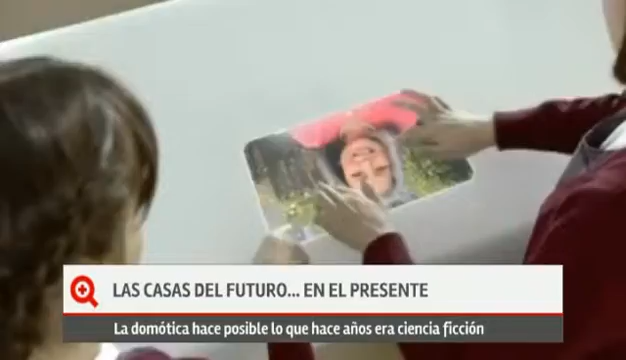 LAS CASAS DEL FUTURO... EN EL PRESENTE
La domótica hace posible lo que hace años era ciencia ficción